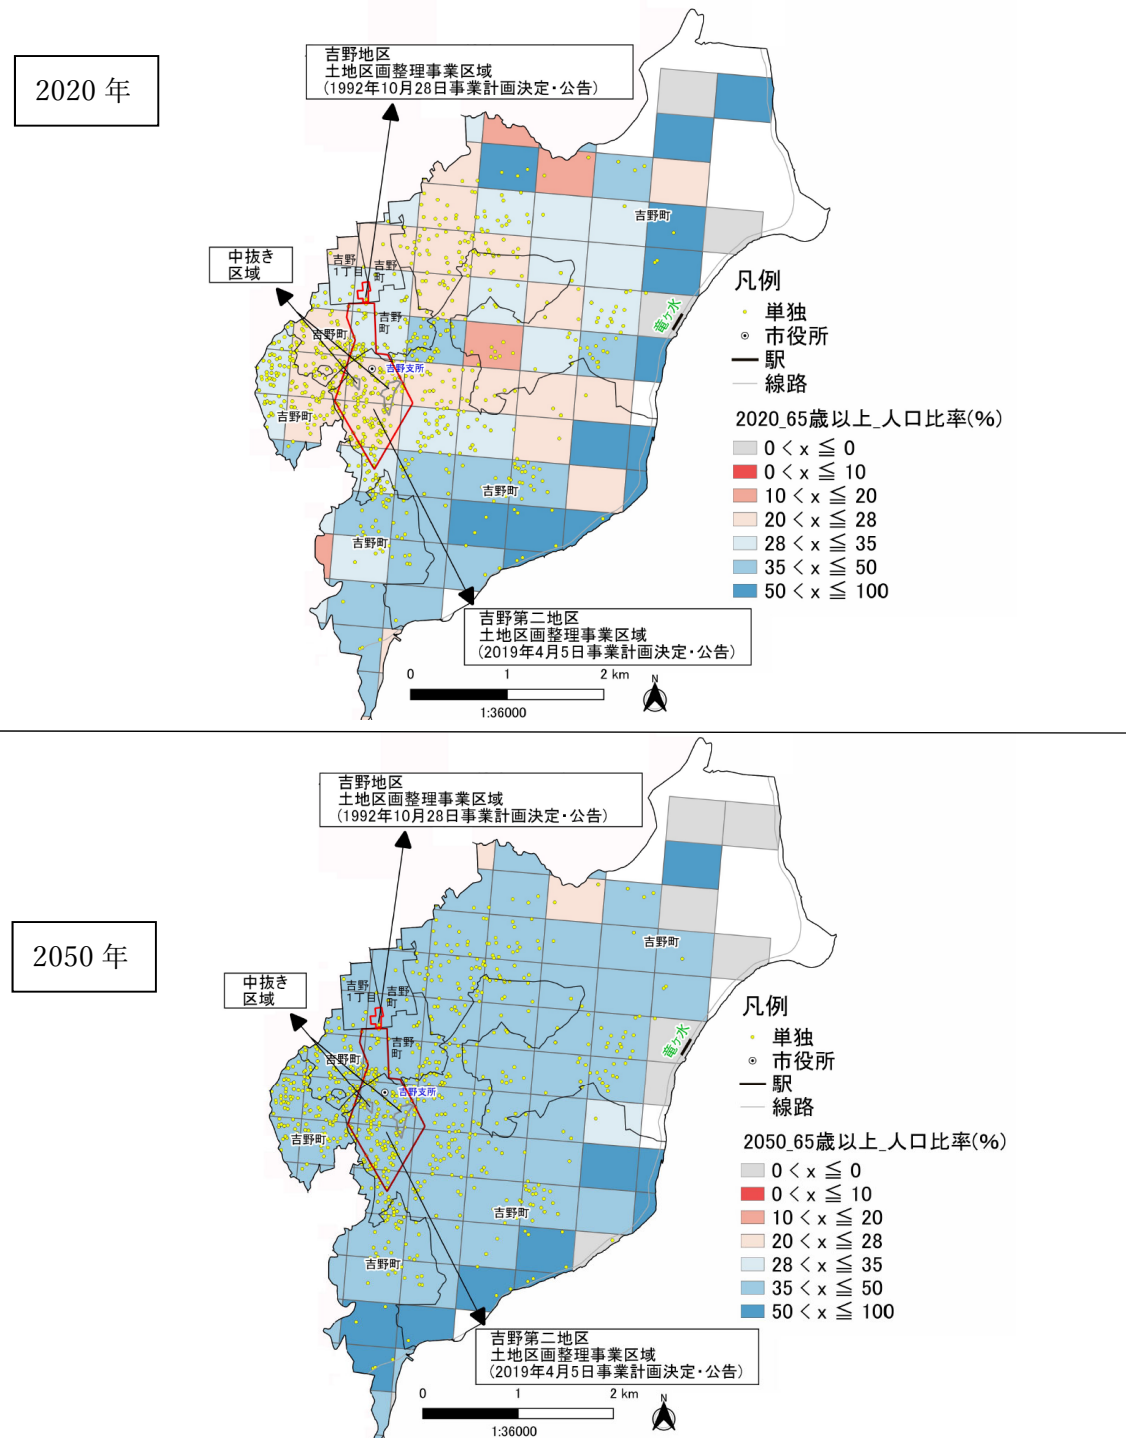 2020 年
吉野地区
土地区画整理事業区域
(1992年10月28日事業計画決定・公告)
中抜き
区域
吉野
1丁目
吉野
町
吉野町
吉野
町
吉野町
吉野支所
吉野町
吉野町
吉野町
竜ヶ水
凡例
単独
市役所
駅
線路
2020_65歳以上_人口比率(%)
0 < x ≦ 0
0 < x ≦ 10
10 < x ≦ 20
20 < x ≦ 28
28 < x ≦ 35
35 < x ≦ 50
50 < x ≦ 100
吉野第二地区
土地区画整理事業区域
(2019年4月5日事業計画決定・公告)
0 1 2 km
1:36000
N
2050 年
吉野地区
土地区画整理事業区域
(1992年10月28日事業計画決定・公告)
中抜き
区域
吉野
1丁目
吉野
町
吉野町
吉野
町
吉野町
吉野支所
吉野町
吉野町
吉野町
竜ヶ水
凡例
単独
市役所
駅
線路
2050_65歳以上_人口比率(%)
0 < x ≦ 0
0 < x ≦ 10
10 < x ≦ 20
20 < x ≦ 28
28 < x ≦ 35
35 < x ≦ 50
50 < x ≦ 100
吉野第二地区
土地区画整理事業区域
(2019年4月5日事業計画決定・公告)
0 1 2 km
1:36000
N